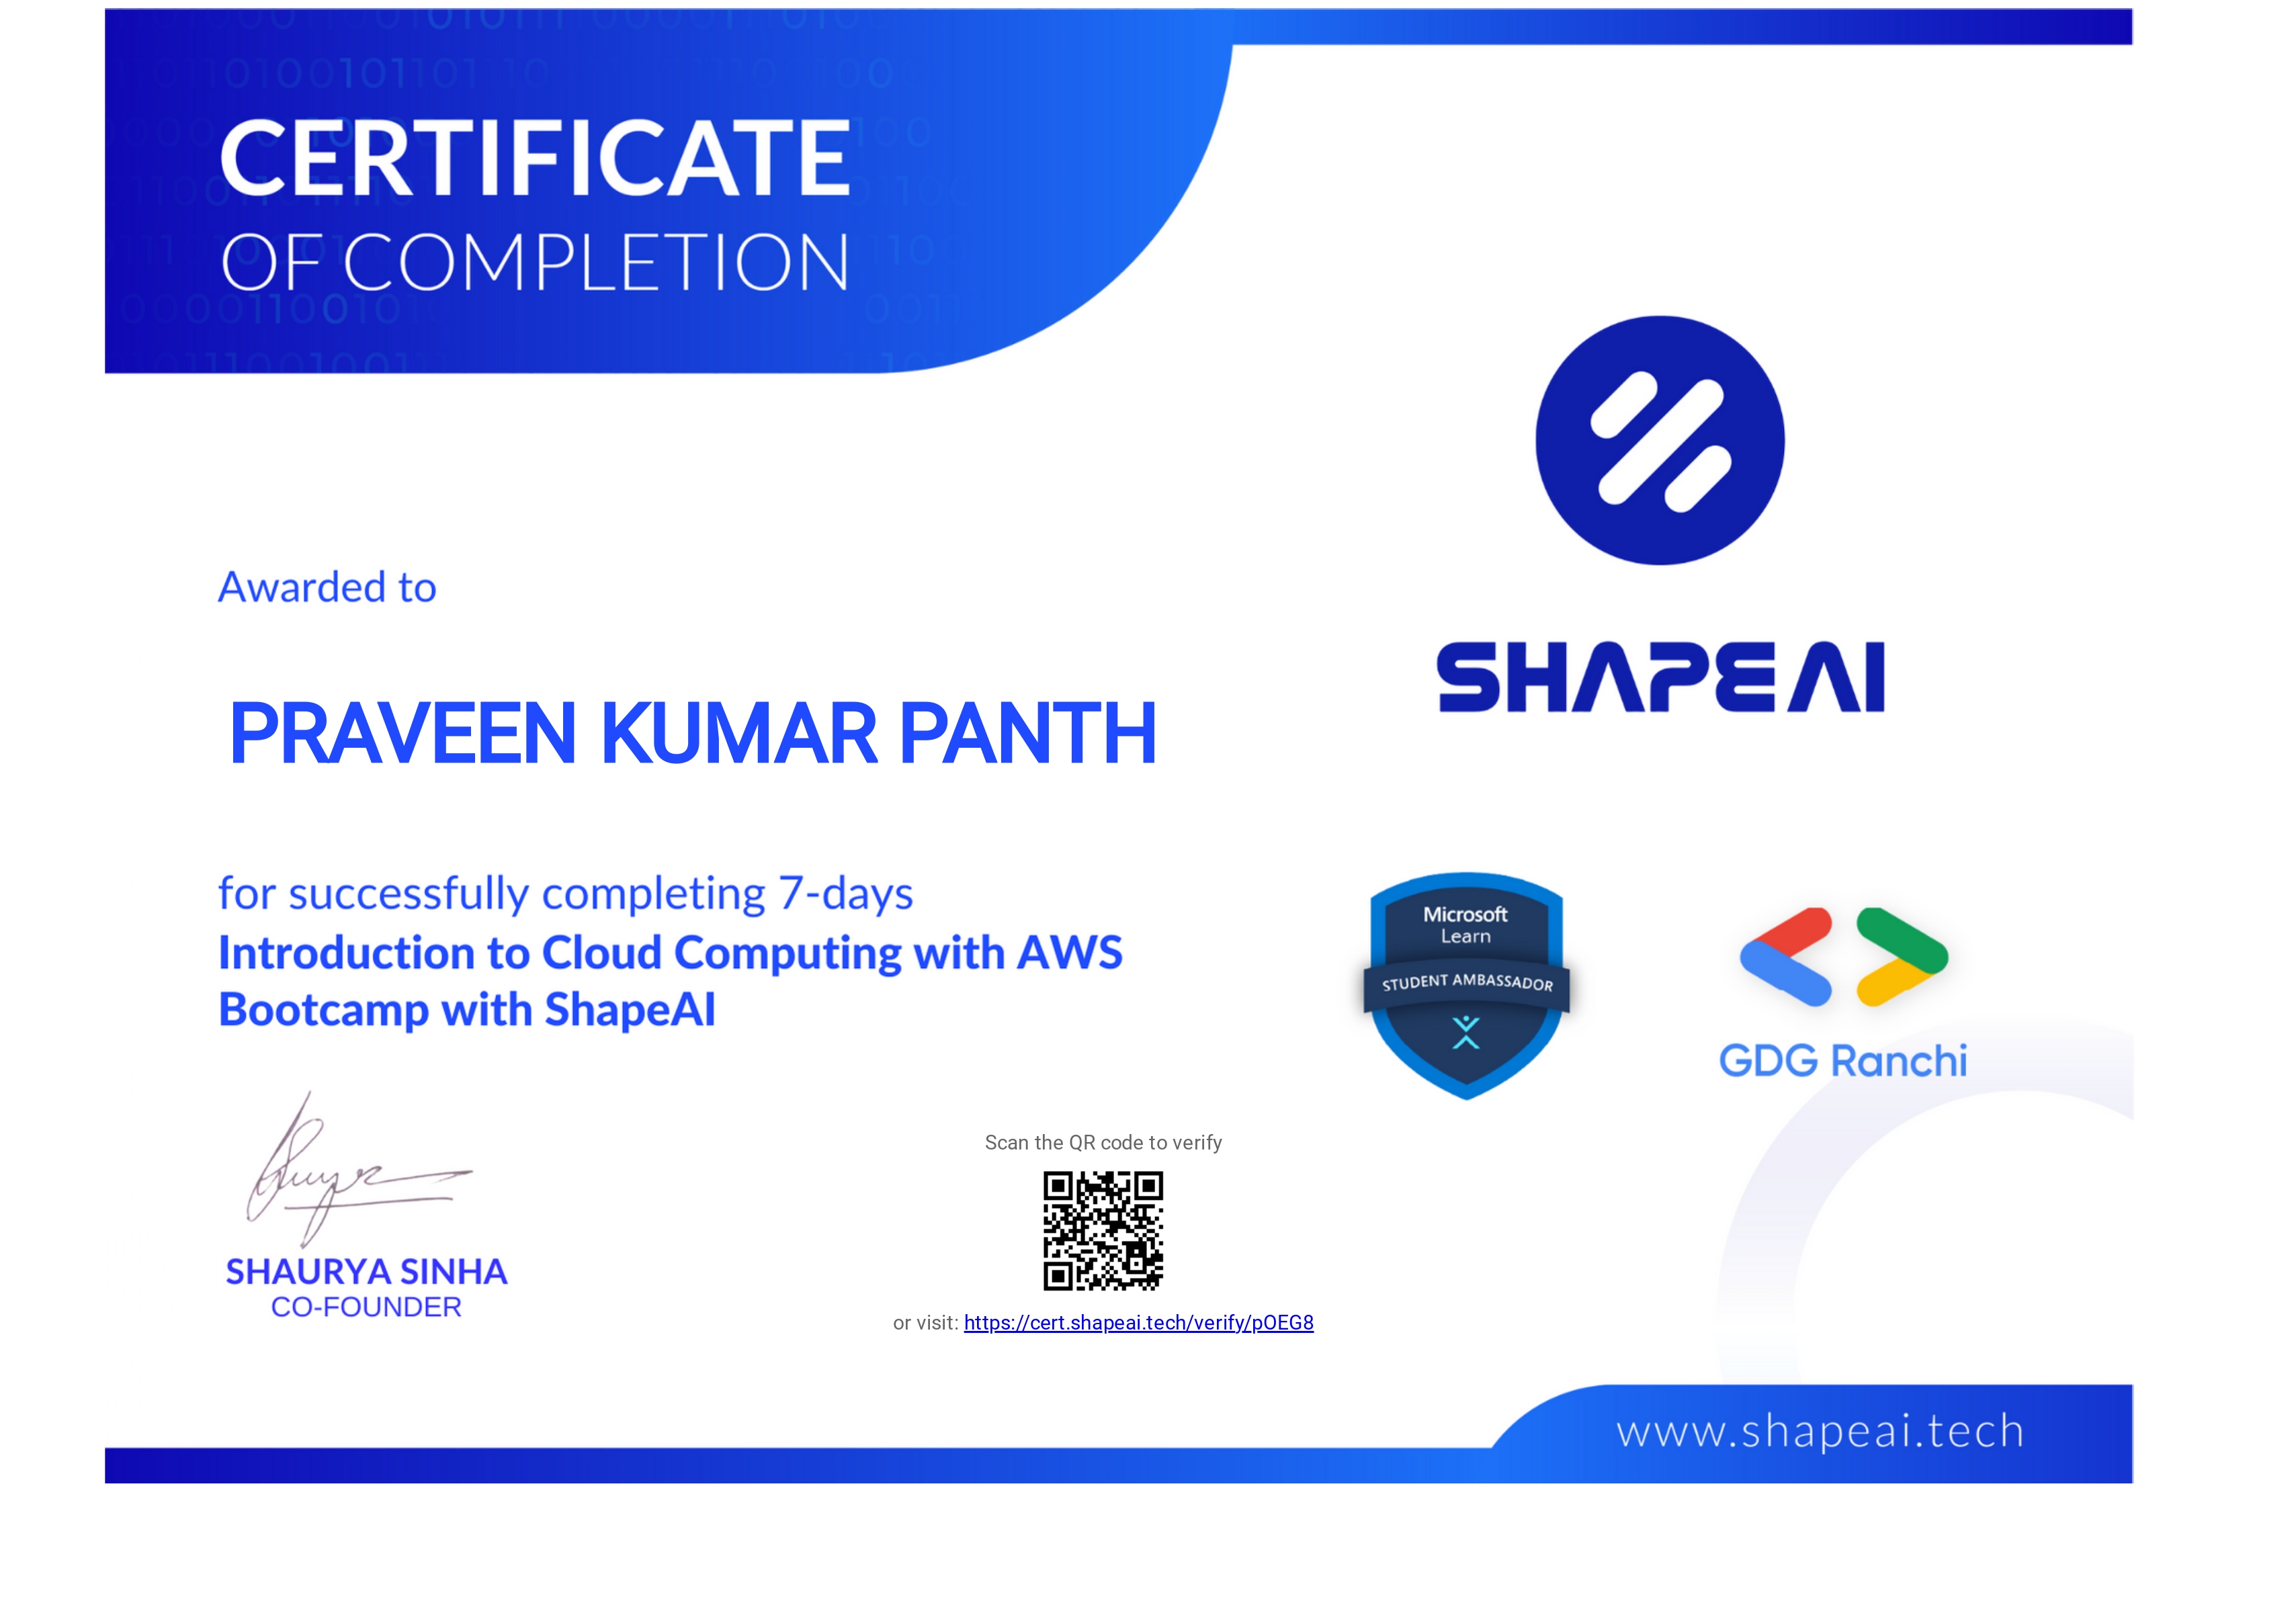 CERTIFICATE
OF COMPLETION
Awarded to
PRAVEEN KUMAR PANTH
for successfully completing 7-days
Introduction to Cloud Computing with AWS
Bootcamp with ShapeAI
SHAURYA SINHA
CO-FOUNDER
Scan the QR code to verify
or visit: https://cert.shapeai.tech/verify/pOEG8
SHAPEAI
Microsoft
Learn
STUDENT AMBASSADOR
GDG Ranchi
www.shapeai.tech